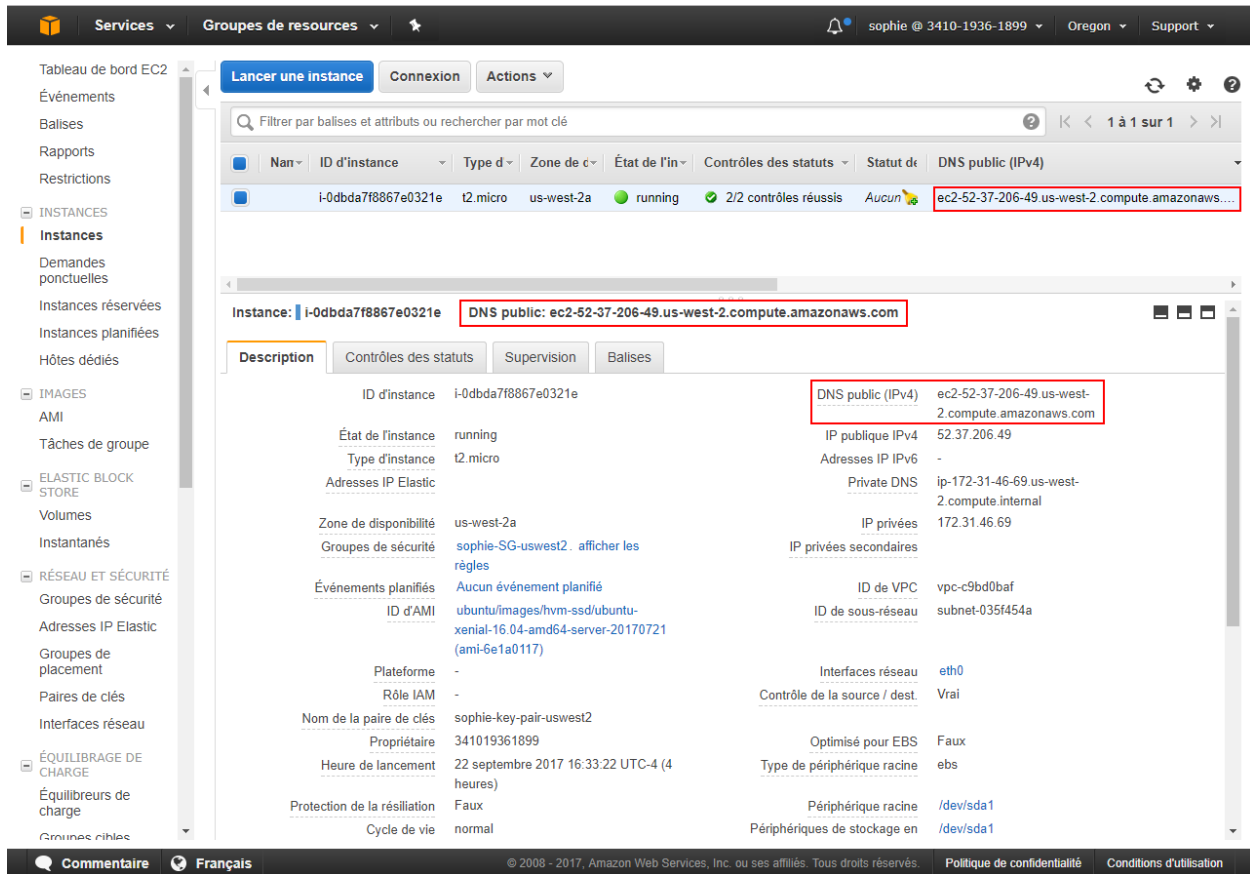 Services
Groupes de resources
sophie @ 3410-1936-1899
Oregon
Support
Tableau de bord EC2
Événements
Balises
Rapports
Restrictions
INSTANCES
Instances
Demandes
ponctuelles
Instances réservées
Instances planifiées
Hôtes dédiés
IMAGES
AMI
Tâches de groupe
ELASTIC BLOCK
STORE
Volumes
Instantanés
RÉSEAU ET SÉCURITÉ
Groupes de sécurité
Adresses IP Elastic
Groupes de
placement
Paires de clés
Interfaces réseau
ÉQUILIBRAGE DE
CHARGE
Équilibreurs de
charge
Groupes cibles
Lancer une instance
Connexion
Actions
Filtrer par balises et attributs ou rechercher par mot clé
1 à 1 sur 1
Nan ID d'instance Type d Zone de c État de l'in Contrôles des statuts Statut de DNS public (IPv4)
i-0dbda7f8867e0321e t2.micro us-west-2a running 2/2 contrôles réussis Aucun ec2-52-37-206-49.us-west-2.compute.amazonaws....
Instance: i-0dbda7f8867e0321e DNS public: ec2-52-37-206-49.us-west-2.compute.amazonaws.com
Description Contrôles des statuts Supervision Balises
ID d'instance i-0dbda7f8867e0321e
DNS public (IPv4) ec2-52-37-206-49.us-west-
2.compute.amazonaws.com
État de l'instance running
IP publique IPv4 52.37.206.49
Type d'instance t2.micro
Adresses IP IPv6 -
Adresses IP Elastic
Private DNS ip-172-31-46-69.us-west-
2.compute.internal
Zone de disponibilité us-west-2a
IP privées 172.31.46.69
Groupes de sécurité sophie-SG-uswest2 . afficher les
règles
IP privées secondaires
Événements planifiés Aucun événement planifié
ID de VPC vpc-c9bd0baf
ID d'AMI ubuntu/images/hvm-ssd/ubuntu-
xenial-16.04-amd64-server-20170721
(ami-6e1a0117)
ID de sous-réseau subnet-035f454a
Plateforme -
Interfaces réseau eth0
Rôle IAM -
Contrôle de la source / dest. Vrai
Nom de la paire de clés sophie-key-pair-uswest2
Propriétaire 341019361899
Optimisé pour EBS Faux
Heure de lancement 22 septembre 2017 16:33:22 UTC-4 (4
heures)
Type de périphérique racine ebs
Protection de la résiliation Faux
Périphérique racine /dev/sda1
Cycle de vie normal
Périphériques de stockage en /dev/sda1
Commentaire
Français
© 2008 - 2017, Amazon Web Services, Inc. ou ses affiliés. Tous droits réservés.
Politique de confidentialité
Conditions d'utilisation